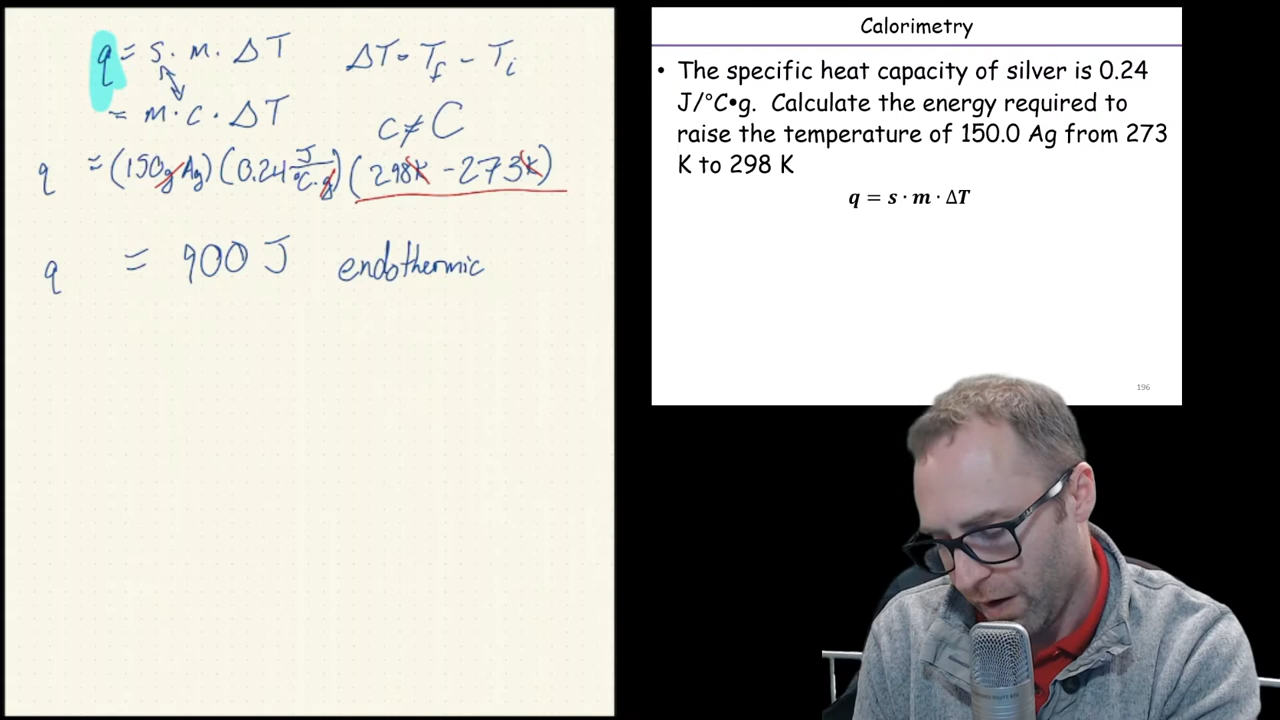 q = s. m. ΔT    ΔT = Tf - Ti
= m. c. ΔT    c ≠ C
q = (150g Ag) (0.24 J/°C.g) (298K - 273K)
q = 900 J    endothermic
Calorimetry
• The specific heat capacity of silver is 0.24
J/°C•g. Calculate the energy required to
raise the temperature of 150.0 Ag from 273
K to 298 K
q = s · m · ΔT
196